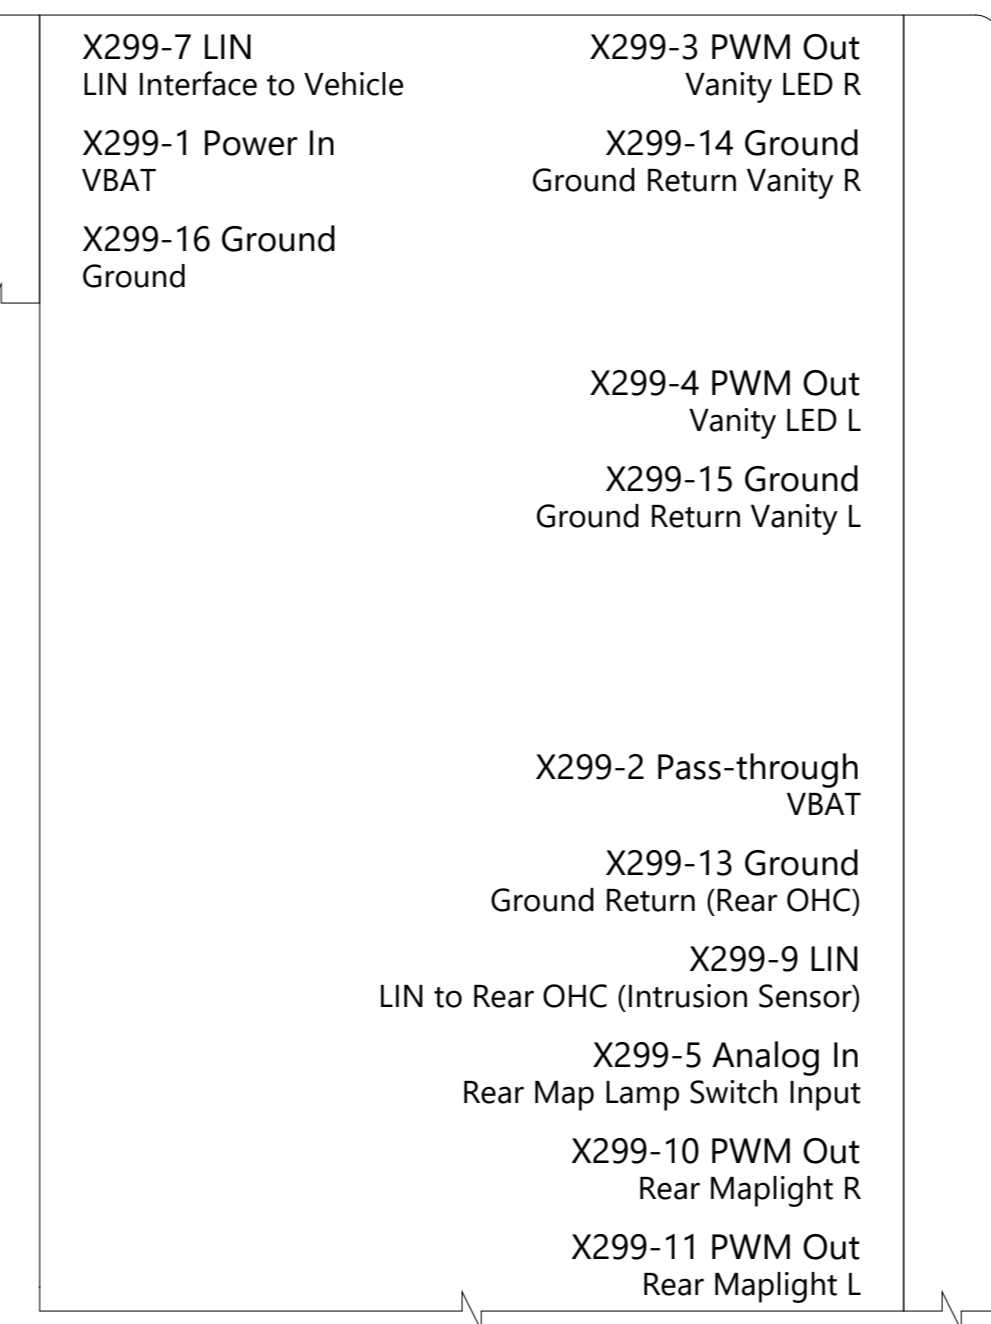 X299-7 LIN
LIN Interface to Vehicle
X299-1 Power In
VBAT
X299-16 Ground
Ground
X299-3 PWM Out
Vanity LED R
X299-14 Ground
Ground Return Vanity R
X299-4 PWM Out
Vanity LED L
X299-15 Ground
Ground Return Vanity L
X299-2 Pass-through
VBAT
X299-13 Ground
Ground Return (Rear OHC)
X299-9 LIN
LIN to Rear OHC (Intrusion Sensor)
X299-5 Analog In
Rear Map Lamp Switch Input
X299-10 PWM Out
Rear Maplight R
X299-11 PWM Out
Rear Maplight L